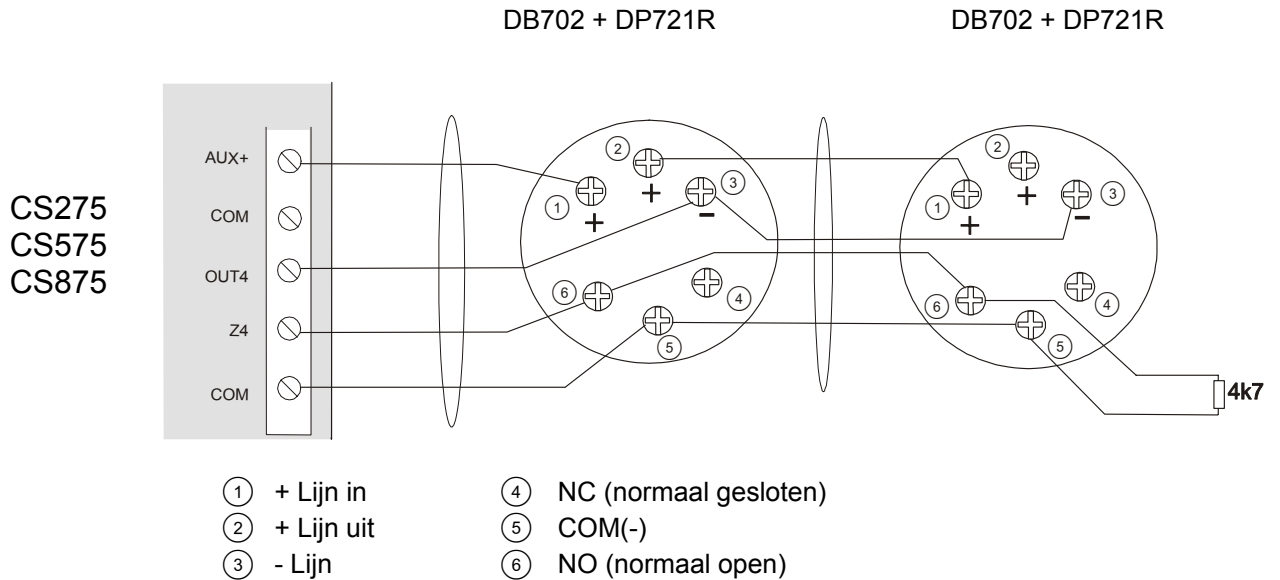 DB702 + DP721R
DB702 + DP721R
CS275
CS575
CS875
AUX+
COM
OUT4
Z4
COM
1
+
2
+
3
-
4
5
6
1
+
2
+
3
-
4
5
6
4k7
1 + Lijn in
2 + Lijn uit
3 - Lijn
4 NC (normaal gesloten)
5 COM(-)
6 NO (normaal open)